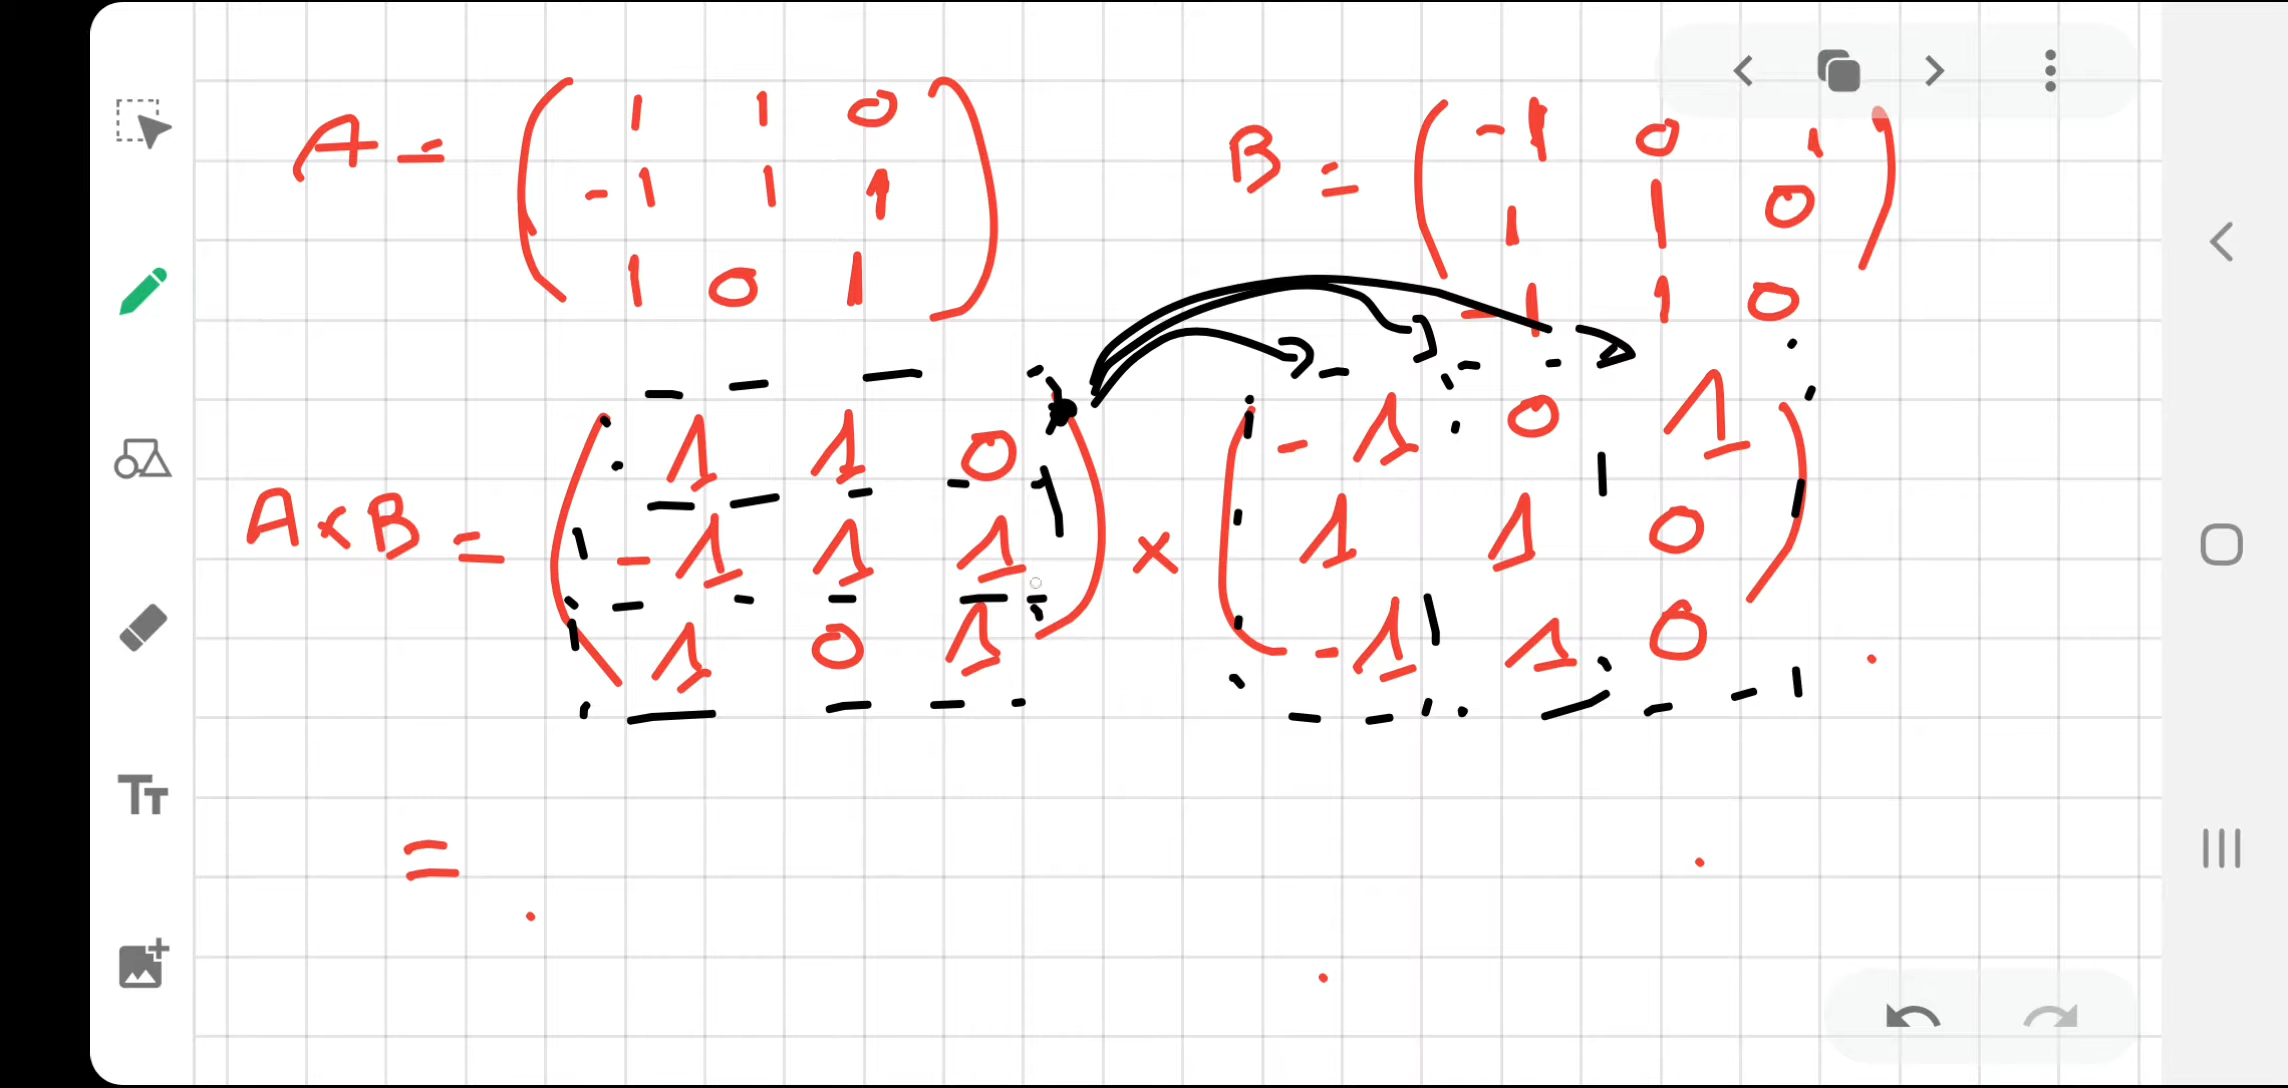 A = ( 1 1 0 B = ( -1 0 1
-1 1 1 ) 1 1 0 )
1 0 1 -1 1 0
A x B = ( 1 1 0 ) x ( -1 0 1 )
-1 1 1 1 1 0
1 0 1 -1 1 0
=